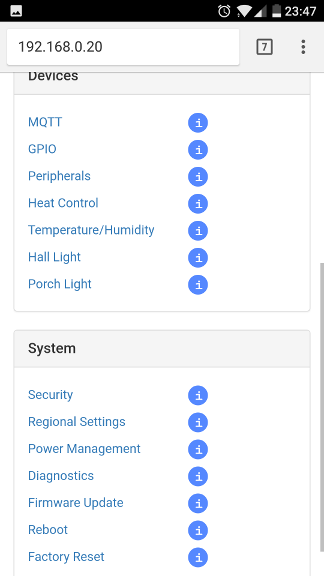 23:47
192.168.0.20
7
Devices
MQTT i
GPIO i
Peripherals i
Heat Control i
Temperature/Humidity i
Hall Light i
Porch Light i
System
Security i
Regional Settings i
Power Management i
Diagnostics i
Firmware Update i
Reboot i
Factory Reset i